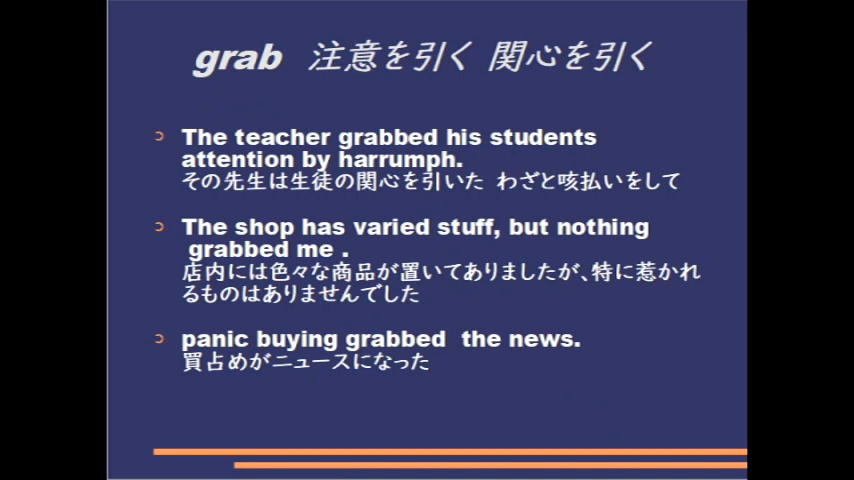 grab 注意を引く 関心を引く
The teacher grabbed his students
attention by harrumph.
その先生は生徒の関心を引いた わざと咳払いをして
The shop has varied stuff, but nothing
grabbed me .
店内には色々な商品が置いてありましたが、特に惹かれ
るものはありませんでした
panic buying grabbed the news.
買占めがニュースになった